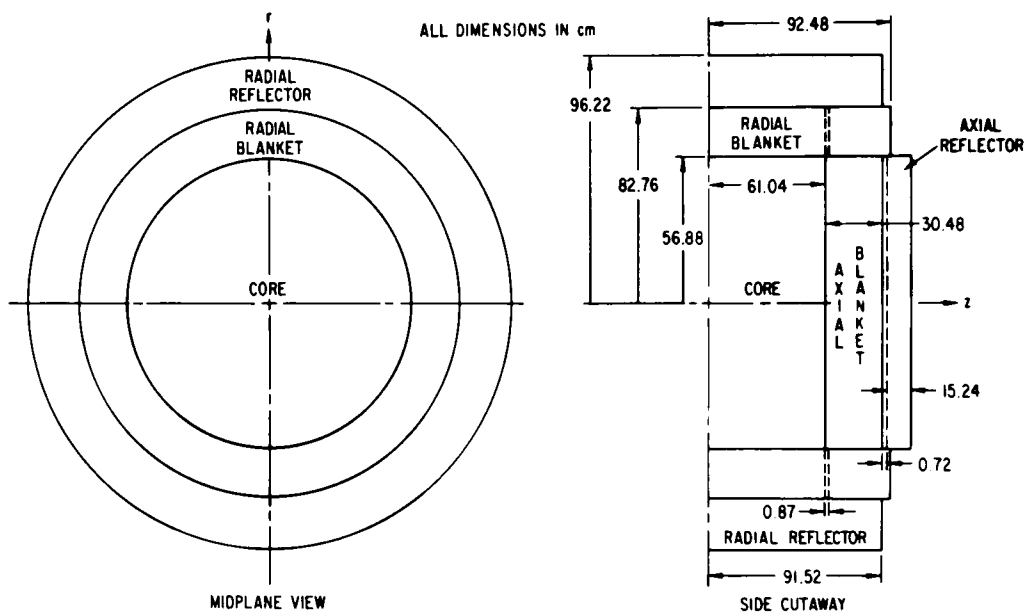 r
ALL DIMENSIONS IN cm
RADIAL
REFLECTOR
RADIAL
BLANKET
CORE
MIDPLANE VIEW
92.48
96.22
RADIAL
BLANKET
AXIAL
REFLECTOR
82.76
61.04
56.88
30.48
CORE
AXIAL
BLANKET
z
15.24
0.72
0.87
RADIAL REFLECTOR
91.52
SIDE CUTAWAY